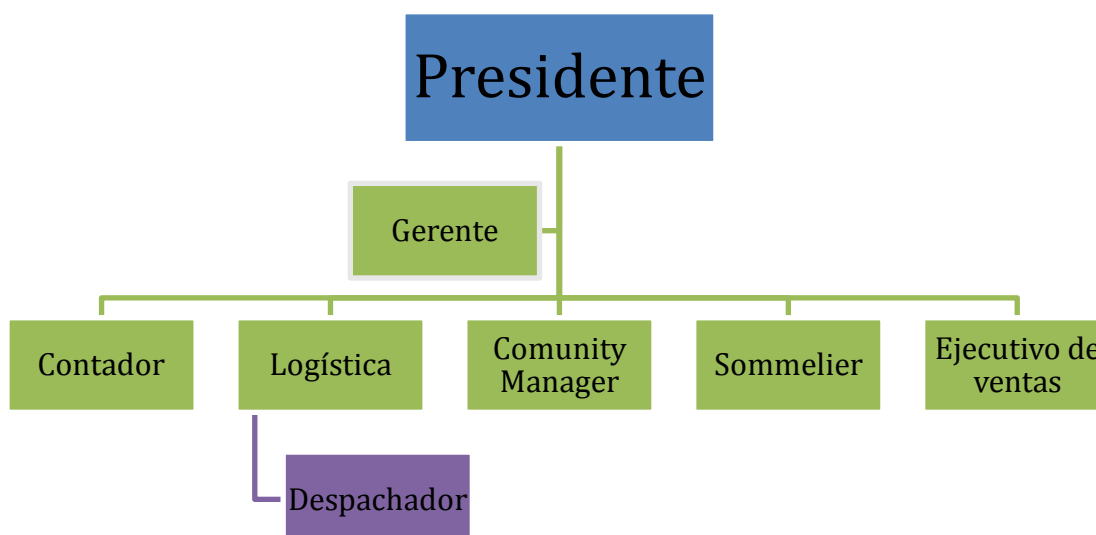 Presidente
Gerente
Contador
Logística
Comunity
Manager
Sommelier
Ejecutivo de
ventas
Despachador